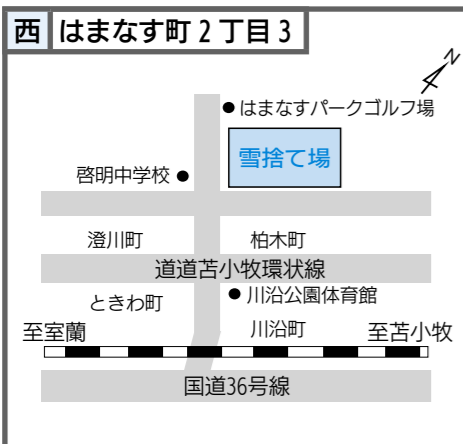 西 はまなす町2丁目3
N
はまなすパークゴルフ場
雪捨て場
啓明中学校
澄川町 柏木町
道道苫小牧環状線
ときわ町 川沿公園体育館
至室蘭 川沿町 至苫小牧
国道36号線